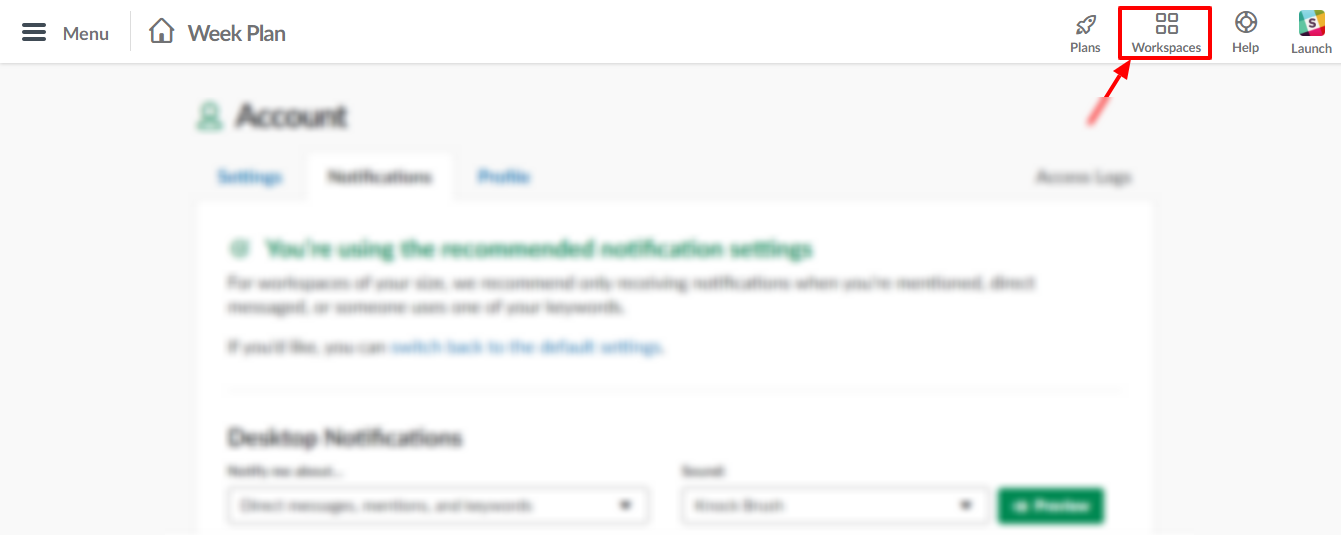 Menu
Week Plan
Plans
Workspaces
Help
S
Launch
Account
Settings
Notifications
Profile
Access Logs
You're using the recommended notification settings
For workspaces of your size, we recommend only receiving notifications when you're mentioned, direct
messaged, or someone uses one of your keywords.
If you'd like, you can switch back to the default settings.
Desktop Notifications
Notify me about...
Sound:
Direct messages, mentions, and keywords
Knock Brush
Preview